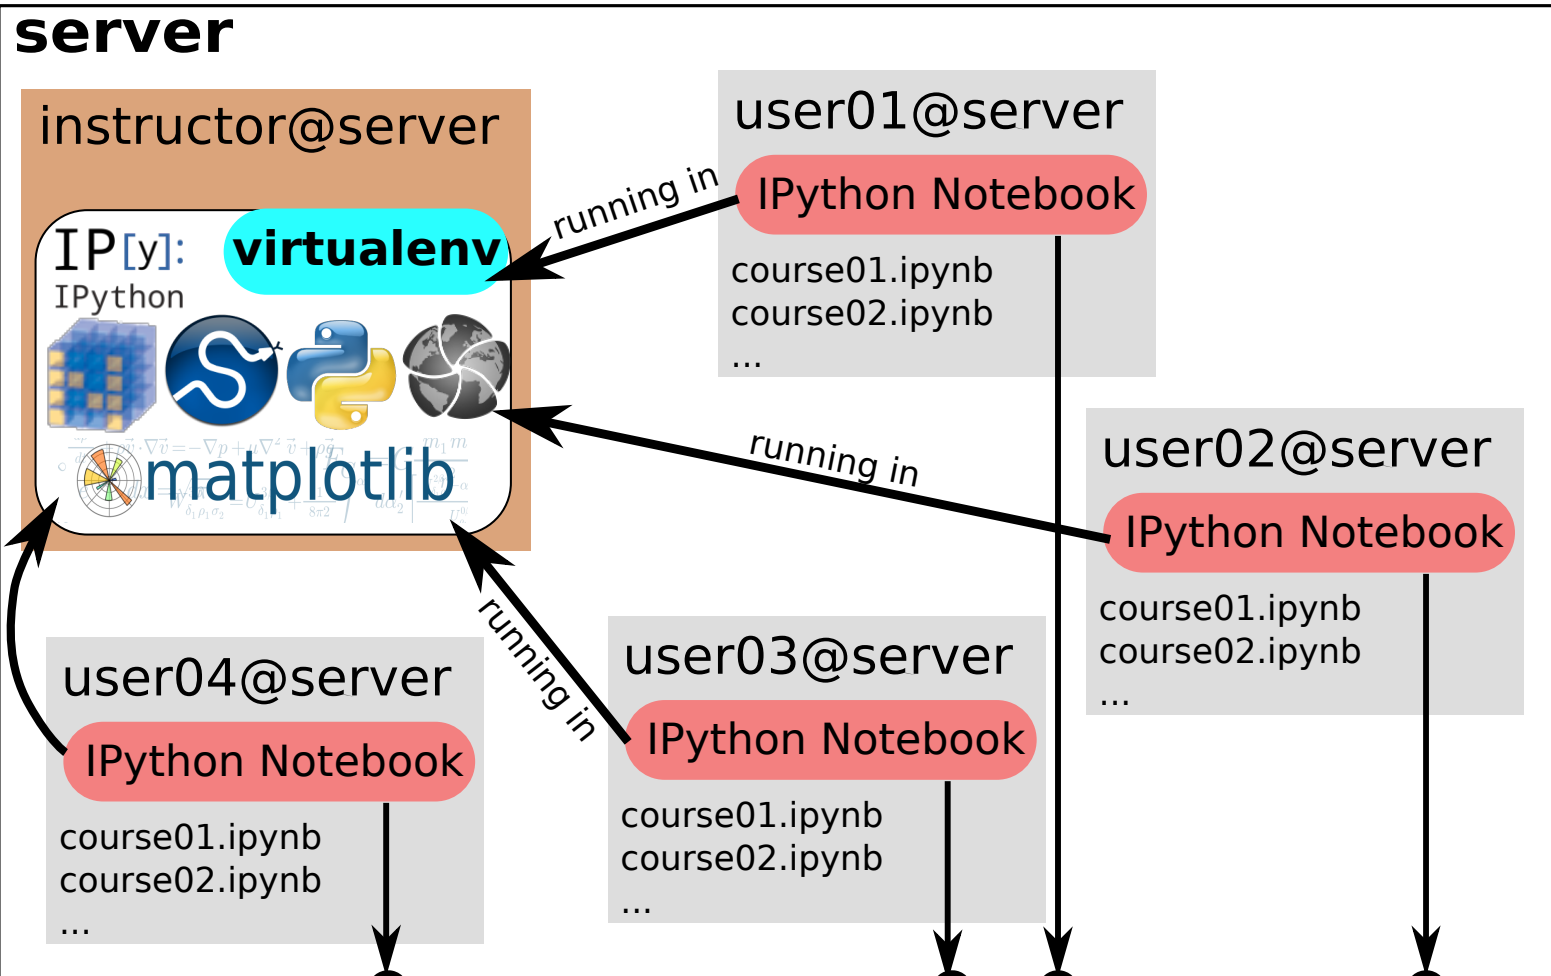 server
instructor@server
IP[y]:
IPython
virtualenv
matplotlib
running in
user01@server
IPython Notebook
course01.ipynb
course02.ipynb
...
running in
user02@server
IPython Notebook
course01.ipynb
course02.ipynb
...
running in
user03@server
IPython Notebook
course01.ipynb
course02.ipynb
...
user04@server
IPython Notebook
course01.ipynb
course02.ipynb
...